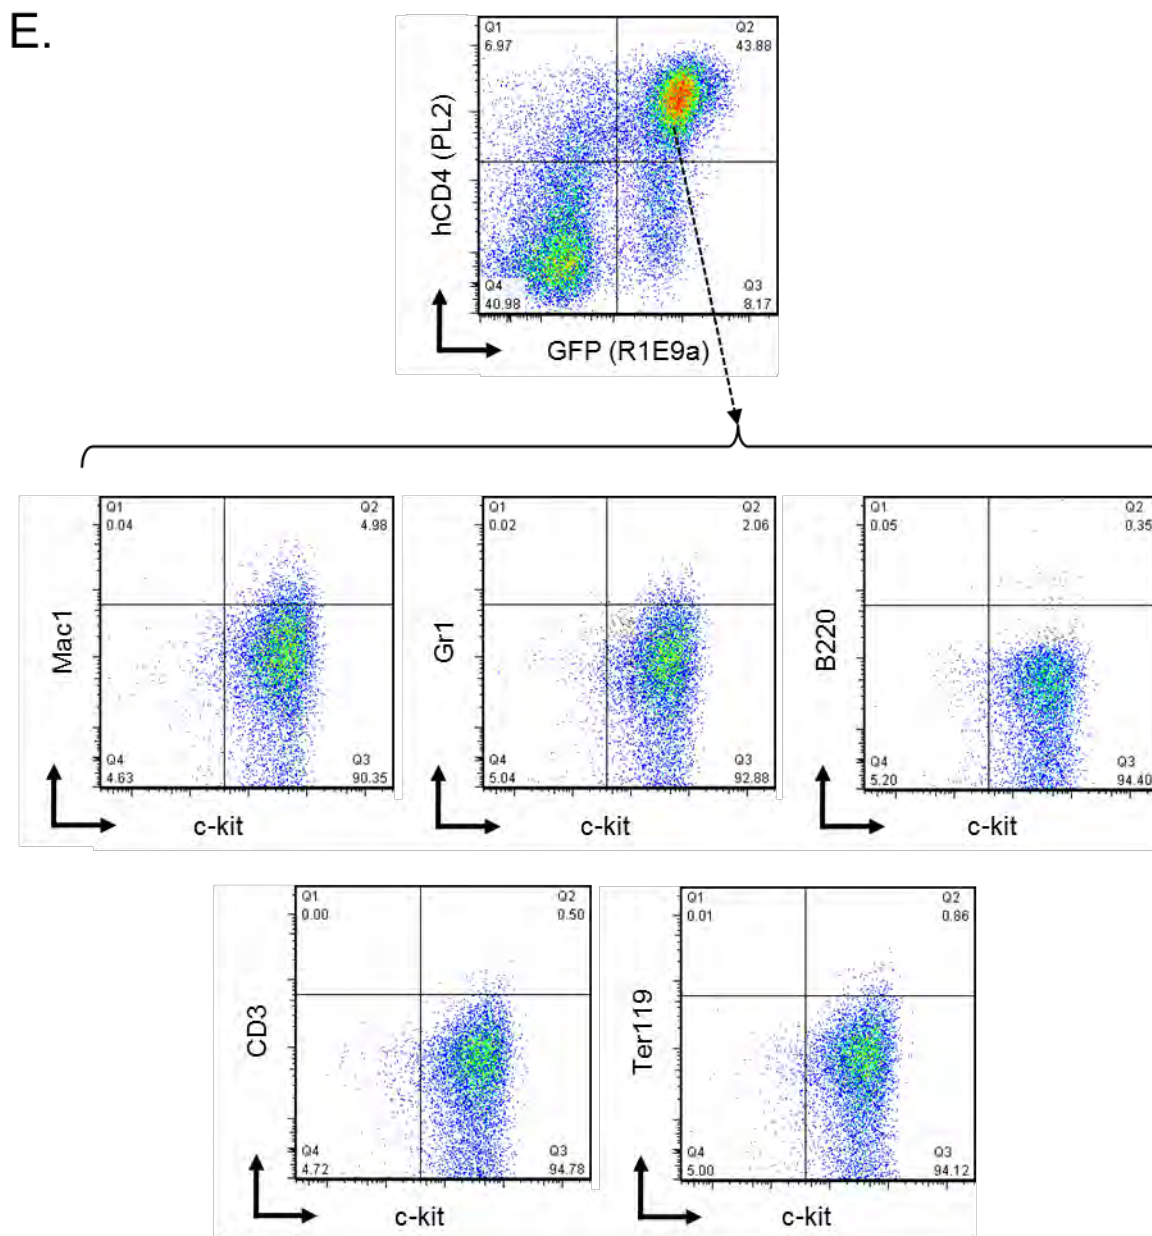 E.
Q1
6.97
Q2
43.88
hCD4 (PL2)
Q4
40.98
Q3
8.17
GFP (R1E9a)
Q1
0.04
Q2
4.98
Mac1
Q4
4.63
Q3
90.35
c-kit
Q1
0.02
Q2
2.06
Gr1
Q4
5.04
Q3
92.88
c-kit
Q1
0.05
Q2
0.35
B220
Q4
5.20
Q3
94.40
c-kit
Q1
0.00
Q2
0.50
CD3
Q4
4.72
Q3
94.78
c-kit
Q1
0.01
Q2
0.86
Ter119
Q4
5.00
Q3
94.12
c-kit